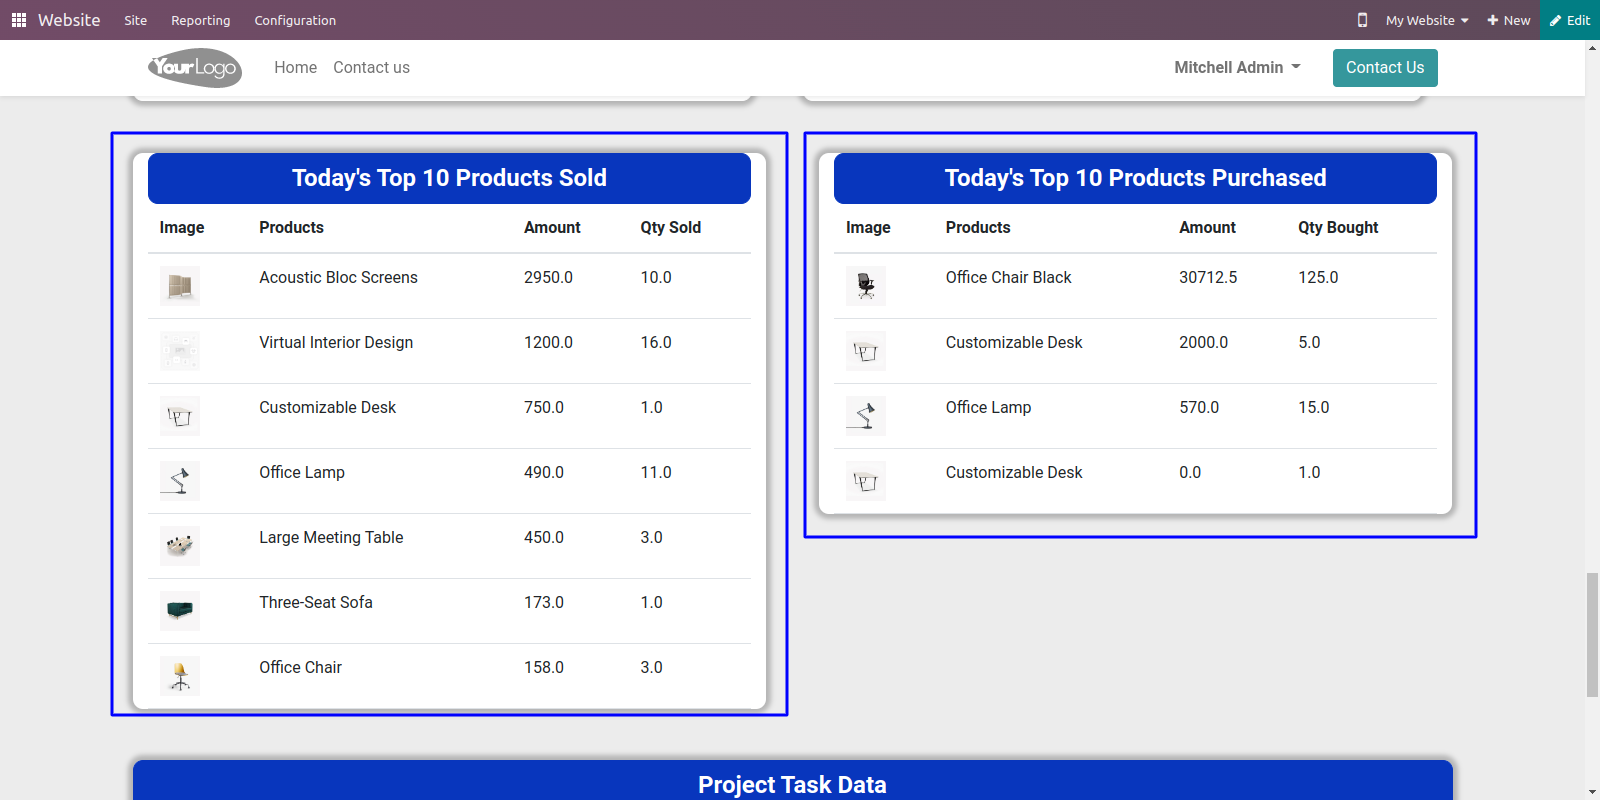 Website Site Reporting Configuration My Website New Edit
YourLogo Home Contact us Mitchell Admin Contact Us
Today's Top 10 Products Sold
Image Products Amount Qty Sold
Acoustic Bloc Screens 2950.0 10.0
Virtual Interior Design 1200.0 16.0
Customizable Desk 750.0 1.0
Office Lamp 490.0 11.0
Large Meeting Table 450.0 3.0
Three-Seat Sofa 173.0 1.0
Office Chair 158.0 3.0
Today's Top 10 Products Purchased
Image Products Amount Qty Bought
Office Chair Black 30712.5 125.0
Customizable Desk 2000.0 5.0
Office Lamp 570.0 15.0
Customizable Desk 0.0 1.0
Project Task Data